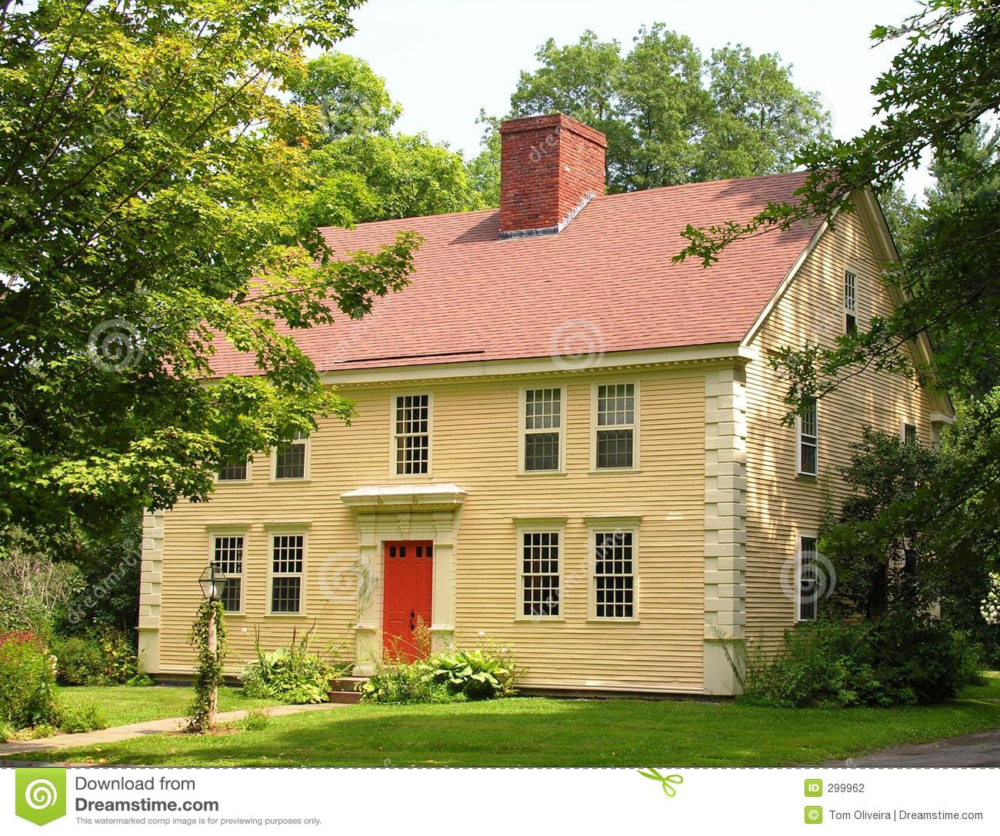 Download from
Dreamstime.com
This watermarked comp image is for previewing purposes only.
ID 299962
© Tom Oliveira | Dreamstime.com